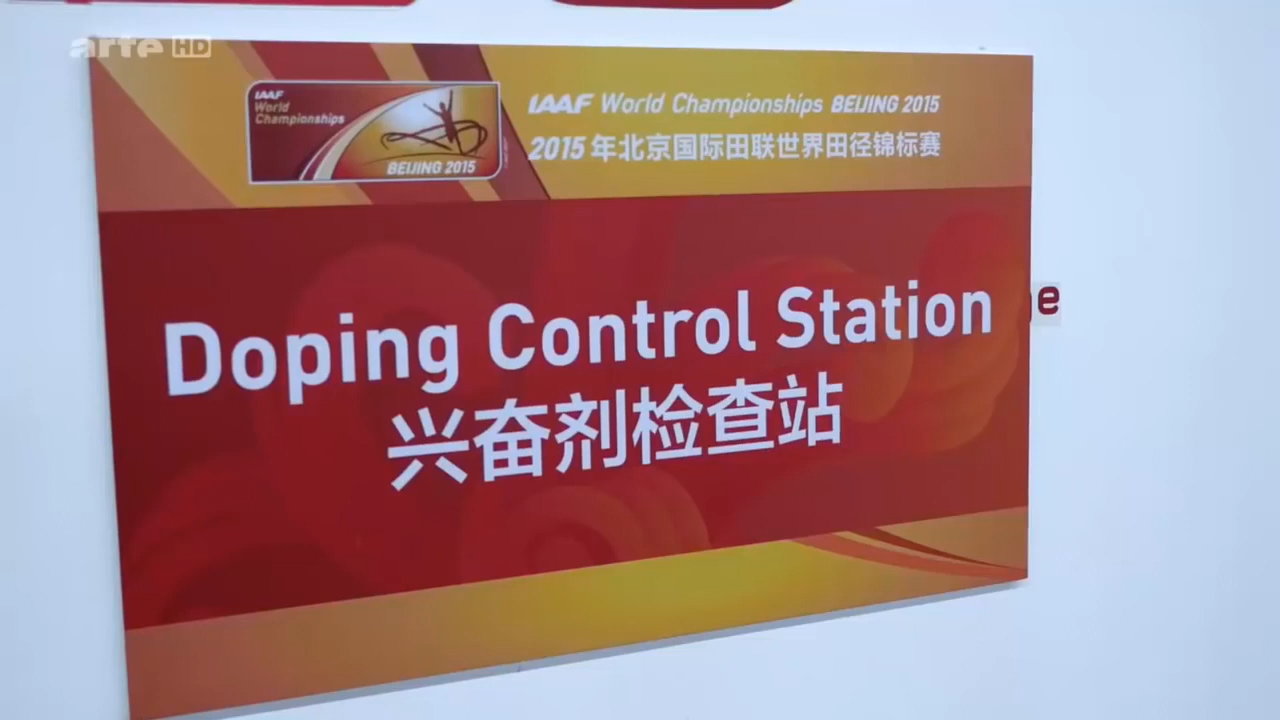 arte HD
IAAF
World
Championships
BEIJING 2015
IAAF World Championships BEIJING 2015
2015 年北京国际田联世界田径锦标赛
Doping Control Station
兴奋剂检查站
e